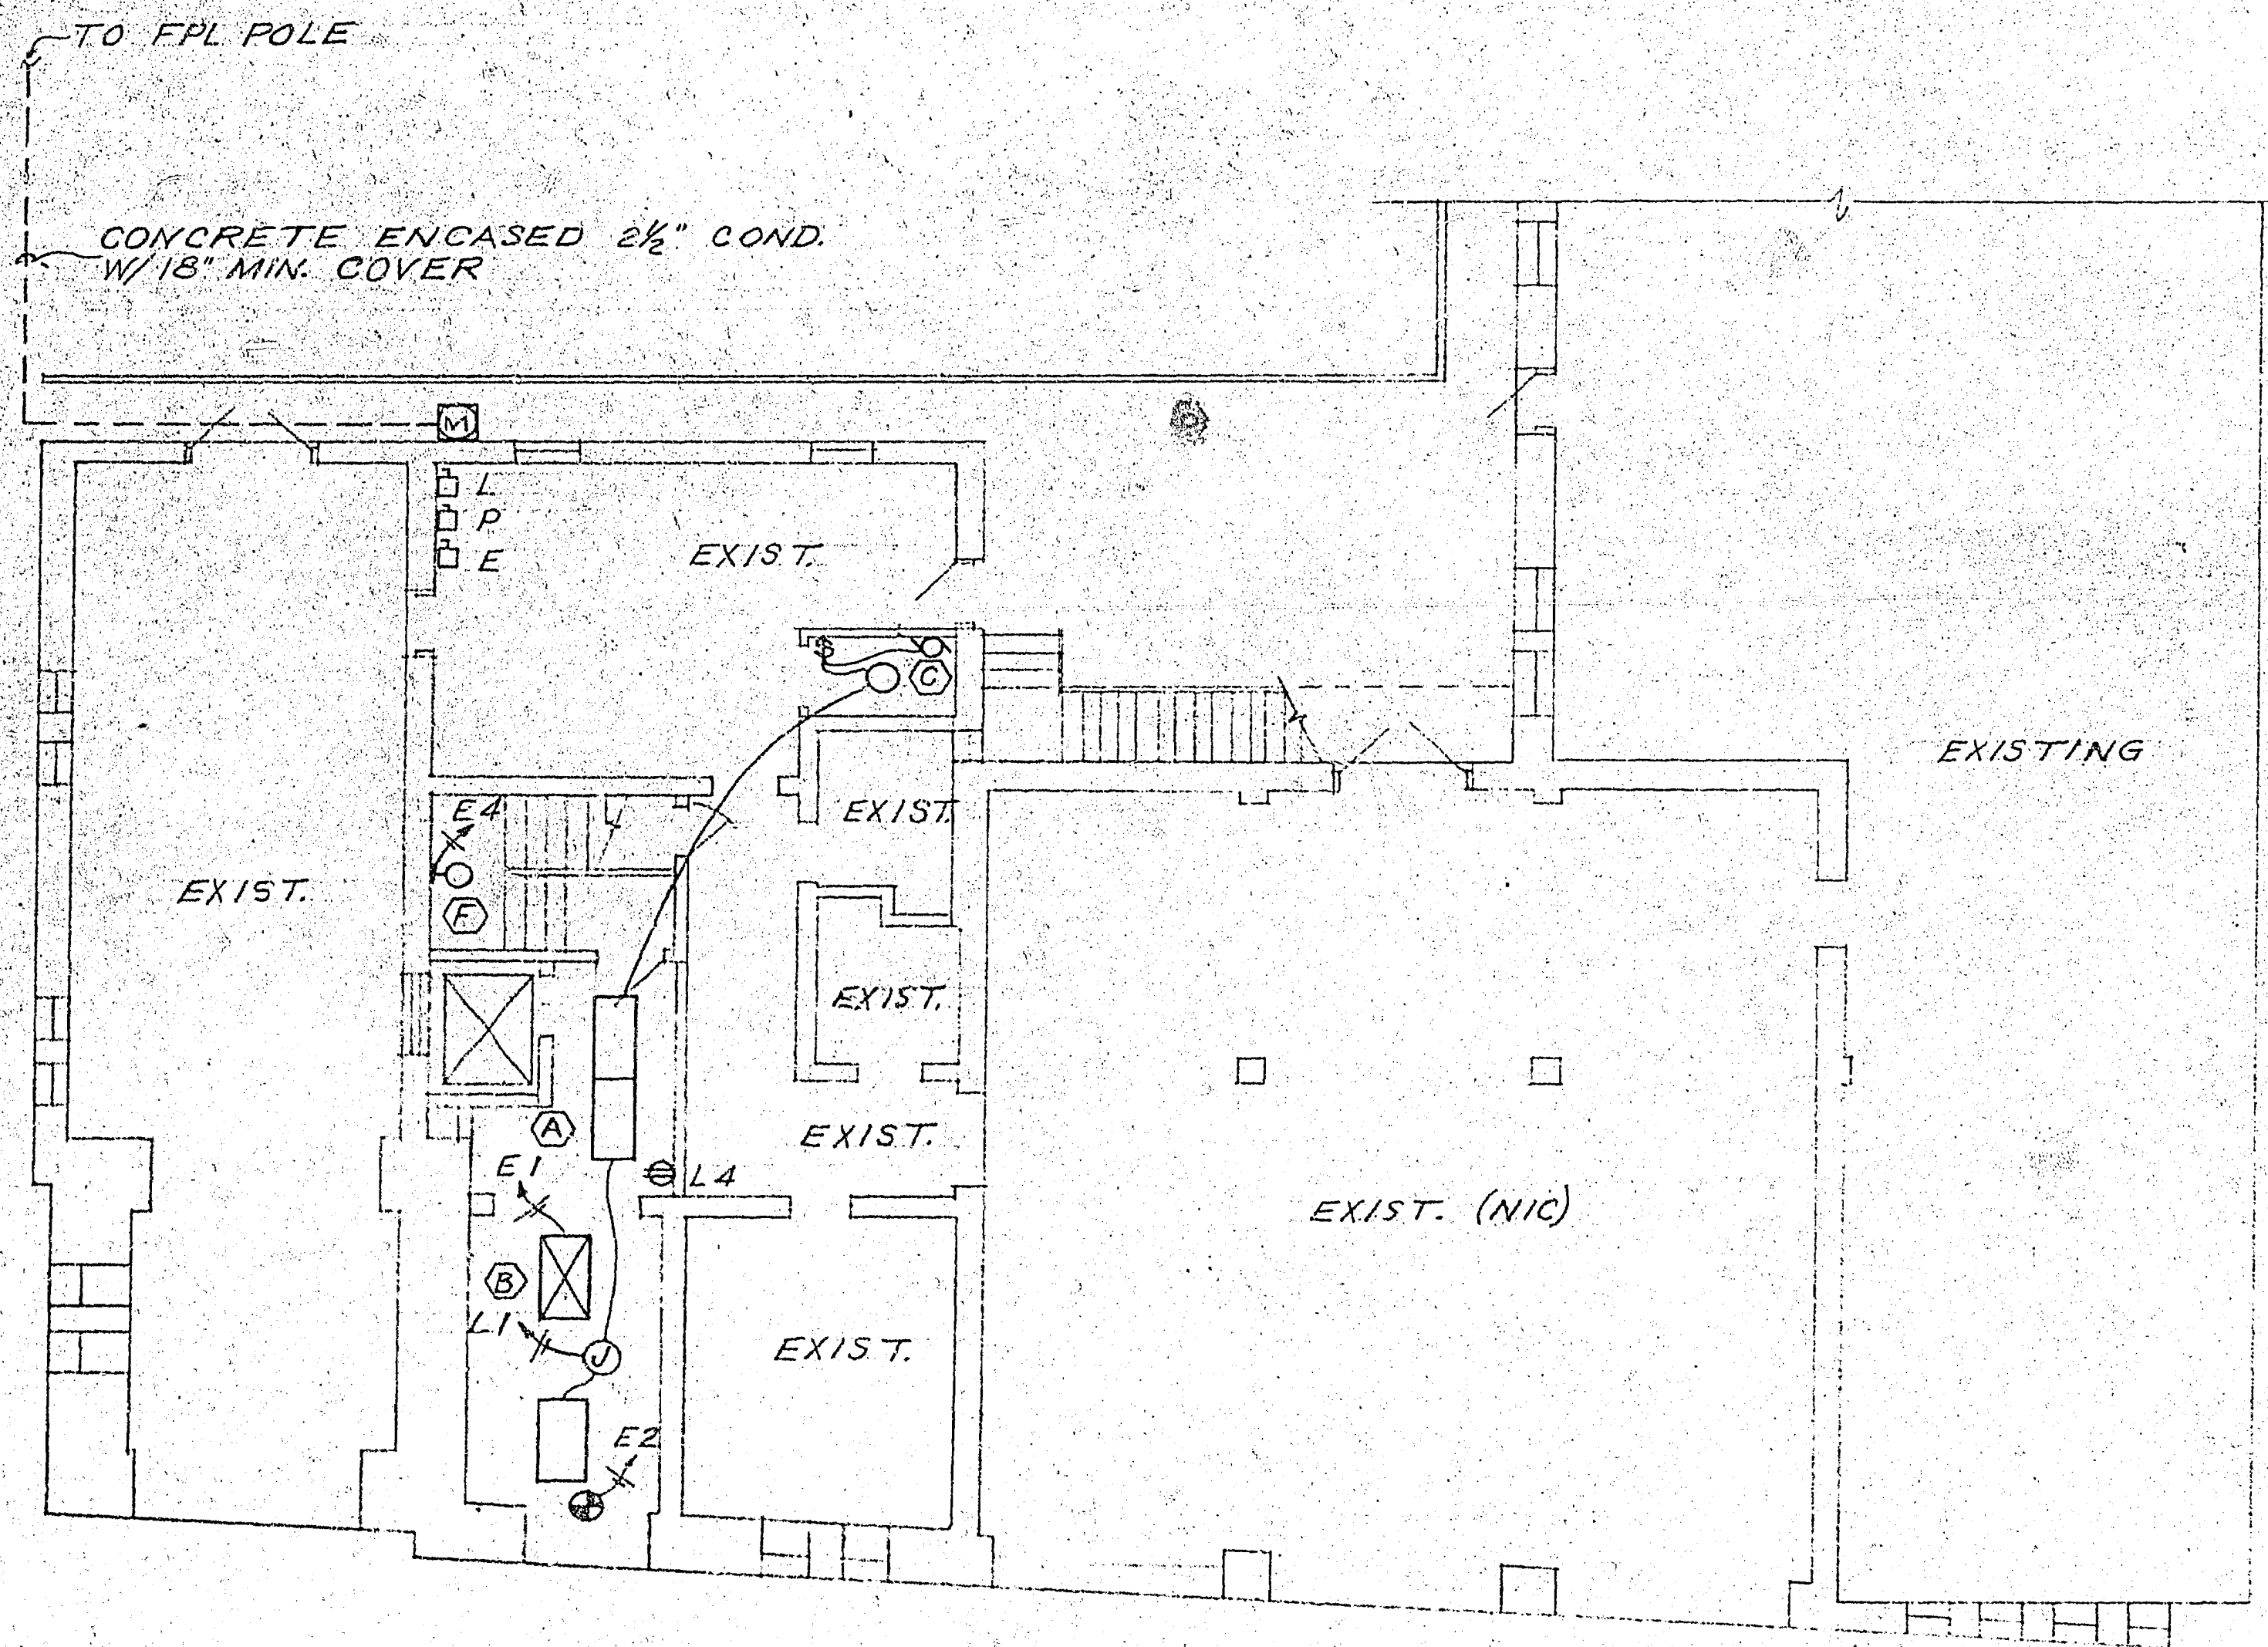 TO FPL POLE
CONCRETE ENCASED 2½" COND.
W/ 18" MIN. COVER
M
L
P
E
EXIST.
$
C
EXISTING
E4
EXIST.
EXIST.
F
EXIST.
A
EXIST.
E1
L4
EXIST. (NIC)
B
L1
J
EXIST.
E2